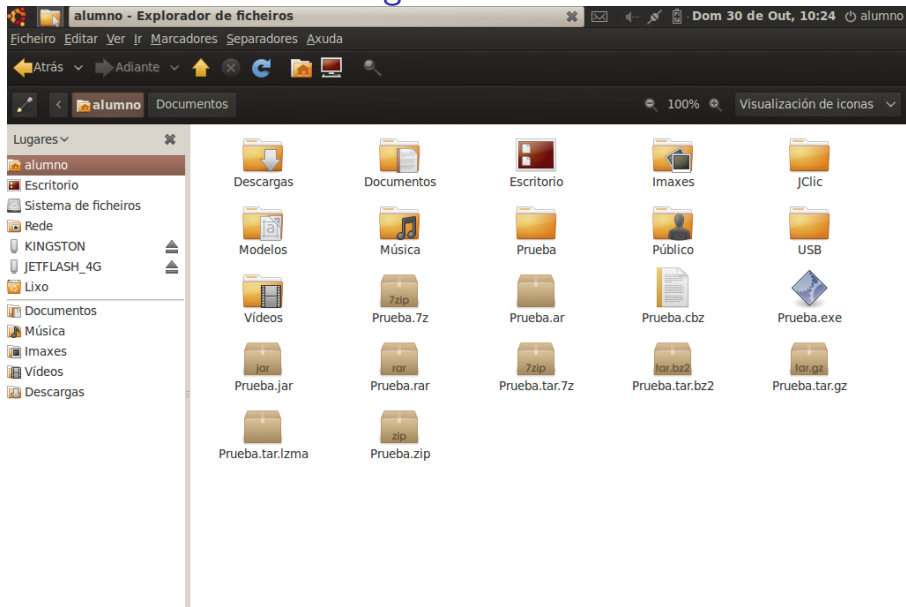 alumno - Explorador de ficheiros
Dom 30 de Out, 10:24 alumno
Ficheiro Editar Ver Ir Marcadores Separadores Axuda
Atrás Adiante
alumno Documentos 100% Visualización de iconas
Lugares
alumno
Escritorio
Sistema de ficheiros
Rede
KINGSTON
JETFLASH_4G
Lixo
Documentos
Música
Imaxes
Vídeos
Descargas
Descargas Documentos Escritorio Imaxes JClic
Modelos Música Prueba Público USB
7zip
Vídeos Prueba.7z Prueba.ar Prueba.cbz Prueba.exe
jar rar 7zip tar.bz2 tar.gz
Prueba.jar Prueba.rar Prueba.tar.7z Prueba.tar.bz2 Prueba.tar.gz
zip
Prueba.tar.lzma Prueba.zip